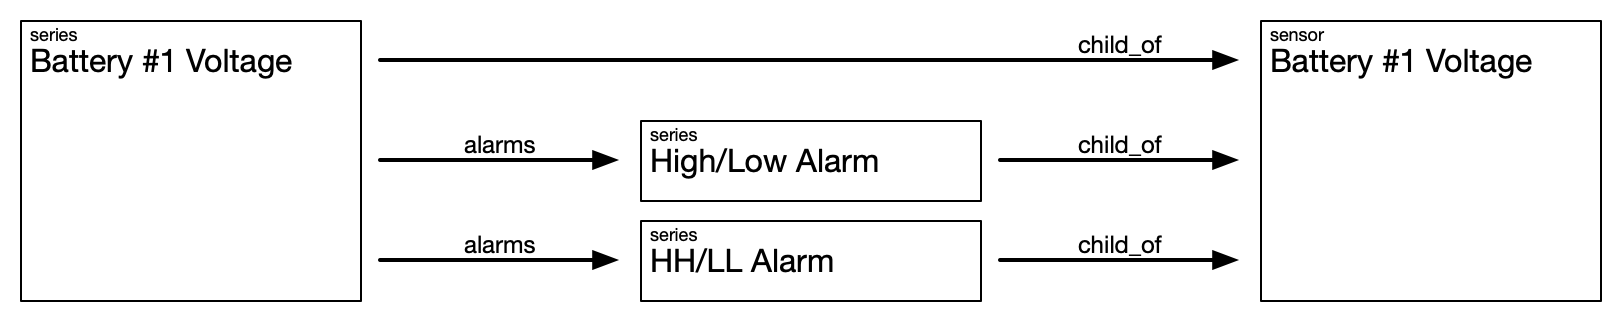 series
Battery #1 Voltage
child_of
sensor
Battery #1 Voltage
alarms
series
High/Low Alarm
child_of
alarms
series
HH/LL Alarm
child_of